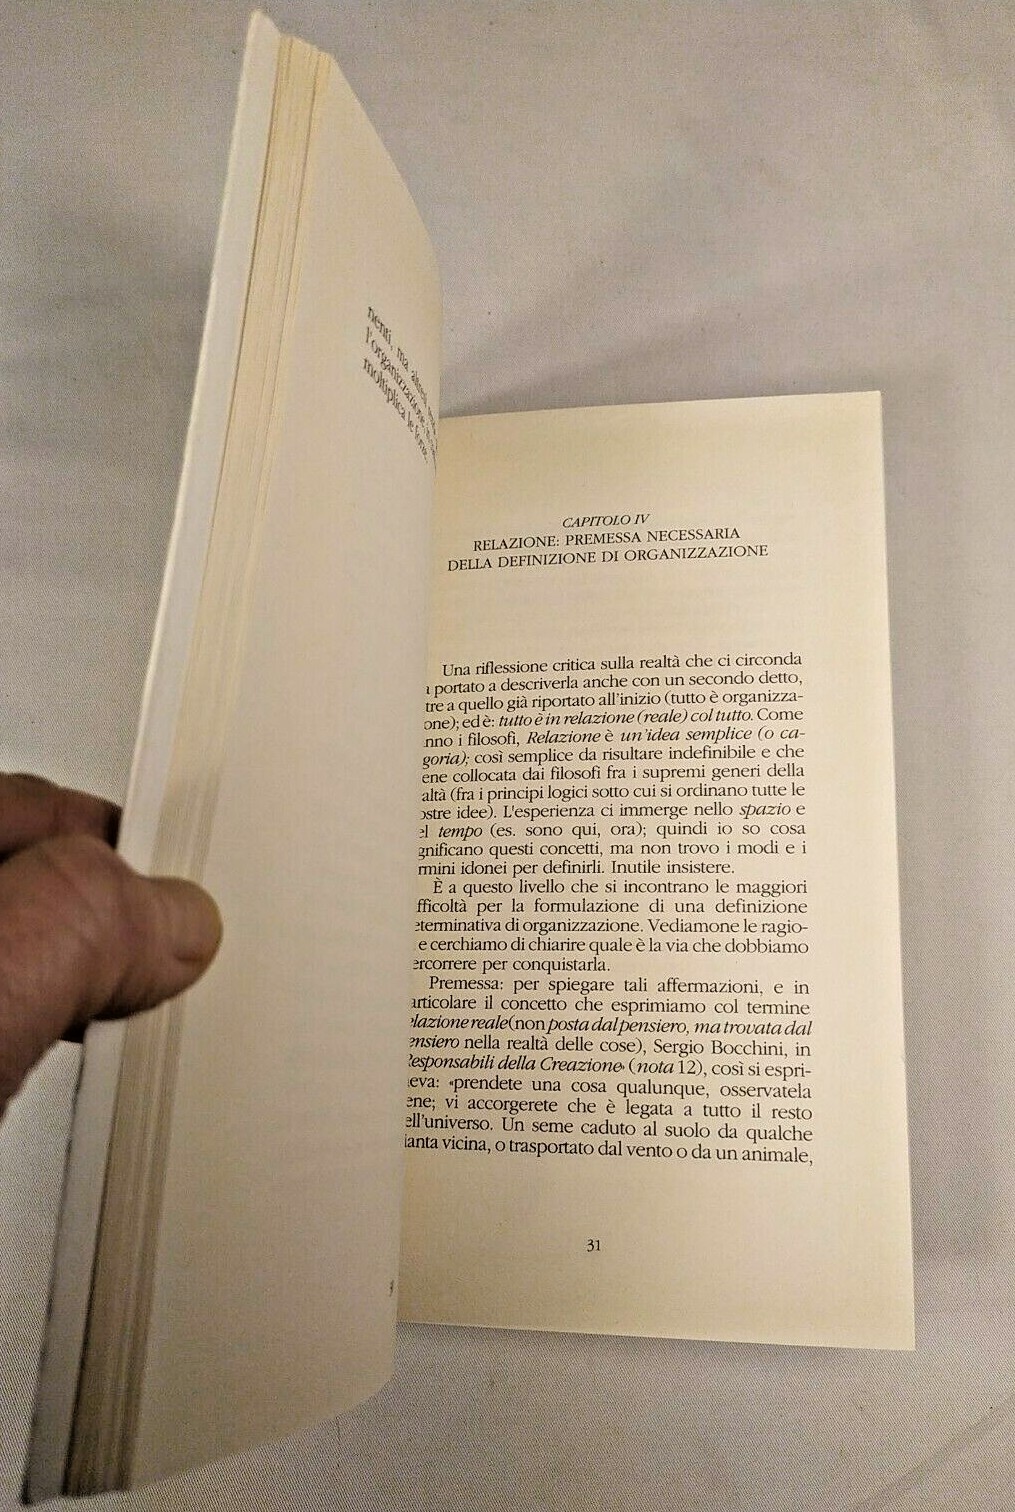 nenti, ma altresì
l'organizzazione,
moltiplica le forze.
CAPITOLO IV
RELAZIONE: PREMESSA NECESSARIA
DELLA DEFINIZIONE DI ORGANIZZAZIONE
Una riflessione critica sulla realtà che ci circonda
portato a descriverla anche con un secondo detto,
tre a quello già riportato all'inizio (tutto è organizza-
one); ed è: tutto è in relazione (reale) col tutto. Come
nno i filosofi, Relazione è un'idea semplice (o ca-
goria); così semplice da risultare indefinibile e che
ene collocata dai filosofi fra i supremi generi della
altà (fra i principi logici sotto cui si ordinano tutte le
ostre idee). L'esperienza ci immerge nello spazio e
el tempo (es. sono qui, ora); quindi io so cosa
gnificano questi concetti, ma non trovo i modi e i
rmini idonei per definirli. Inutile insistere.
È a questo livello che si incontrano le maggiori
fficoltà per la formulazione di una definizione
eterminativa di organizzazione. Vediamone le ragio-
e cerchiamo di chiarire quale è la via che dobbiamo
ercorrere per conquistarla.
Premessa: per spiegare tali affermazioni, e in
articolare il concetto che esprimiamo col termine
elazione reale (non posta dal pensiero, ma trovata dal
ensiero nella realtà delle cose), Sergio Bocchini, in
Responsabili della Creazione» (nota 12), così si espri-
eva: «prendete una cosa qualunque, osservatela
ene; vi accorgerete che è legata a tutto il resto
ell'universo. Un seme caduto al suolo da qualche
ianta vicina, o trasportato dal vento o da un animale,
31